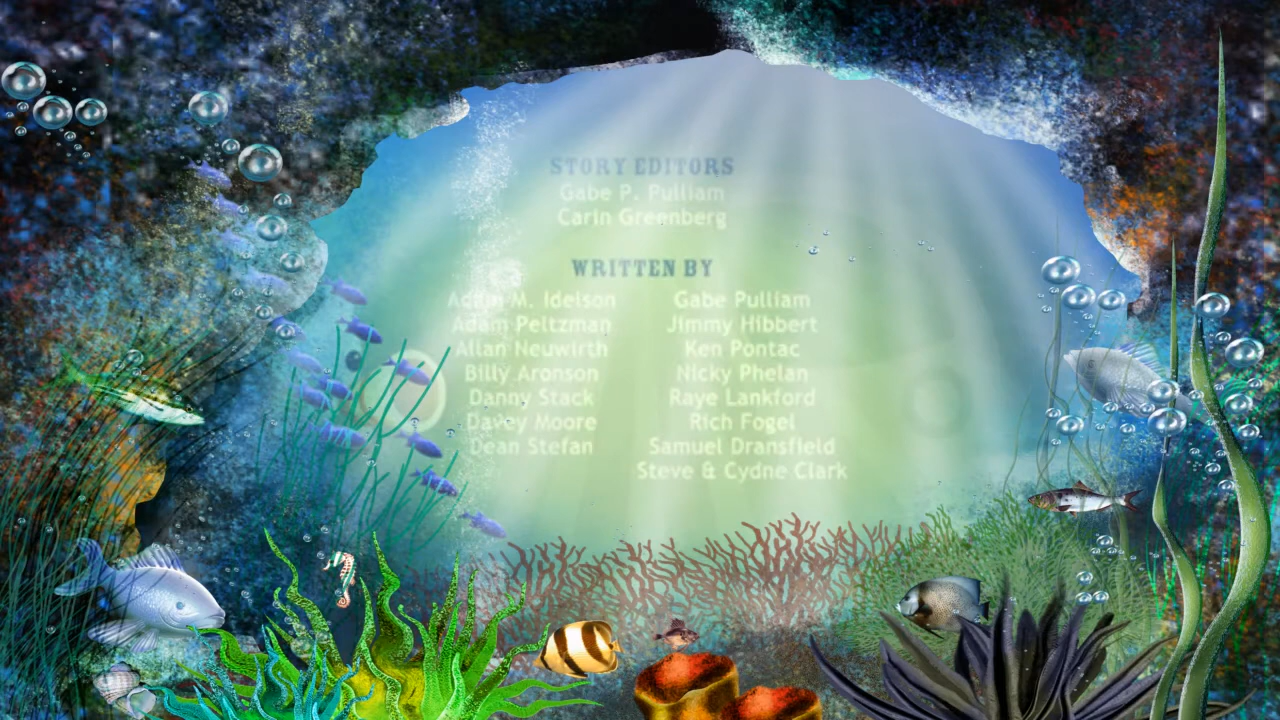 STORY EDITORS
Gabe P. Pulliam
Carin Greenberg
WRITTEN BY
Adam M. Idelson
Adam Peltzman
Allan Neuwirth
Billy Aronson
Danny Stack
Davey Moore
Dean Stefan
Gabe Pulliam
Jimmy Hibbert
Ken Pontac
Nicky Phelan
Raye Lankford
Rich Fogel
Samuel Dransfield
Steve & Cydne Clark